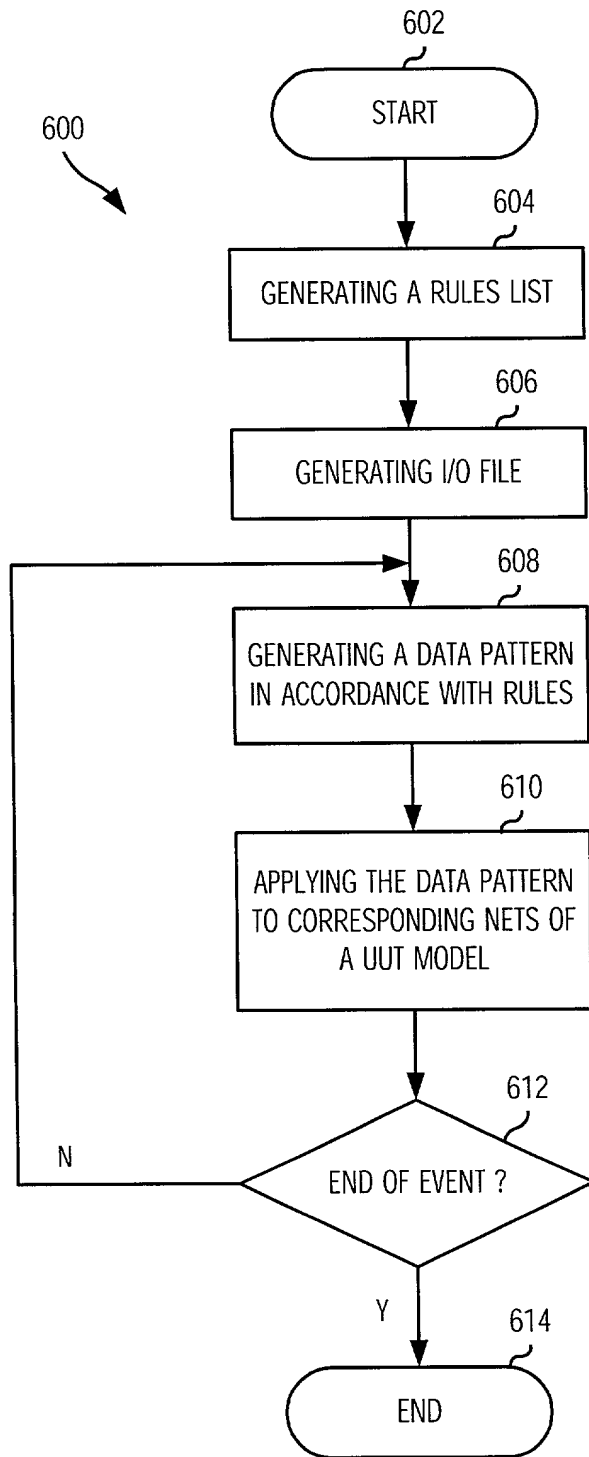 602
START
600
604
GENERATING A RULES LIST
606
GENERATING I/O FILE
608
GENERATING A DATA PATTERN
IN ACCORDANCE WITH RULES
610
APPLYING THE DATA PATTERN
TO CORRESPONDING NETS OF
A UUT MODEL
612
N
END OF EVENT ?
Y
614
END